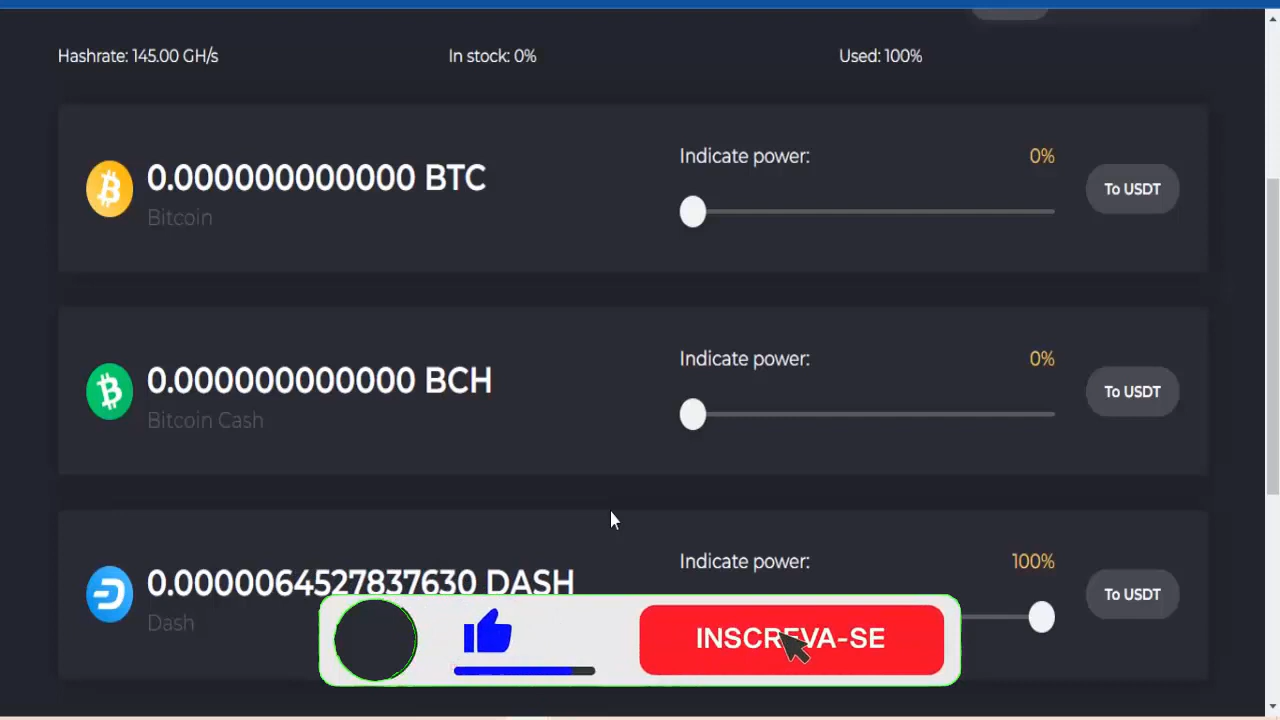 Hashrate: 145.00 GH/s In stock: 0% Used: 100%
0.000000000000 BTC
Bitcoin
Indicate power: 0%
To USDT
0.000000000000 BCH
Bitcoin Cash
Indicate power: 0%
To USDT
0.0000064527837630 DASH
Dash
Indicate power: 100%
To USDT
INSCREVA-SE